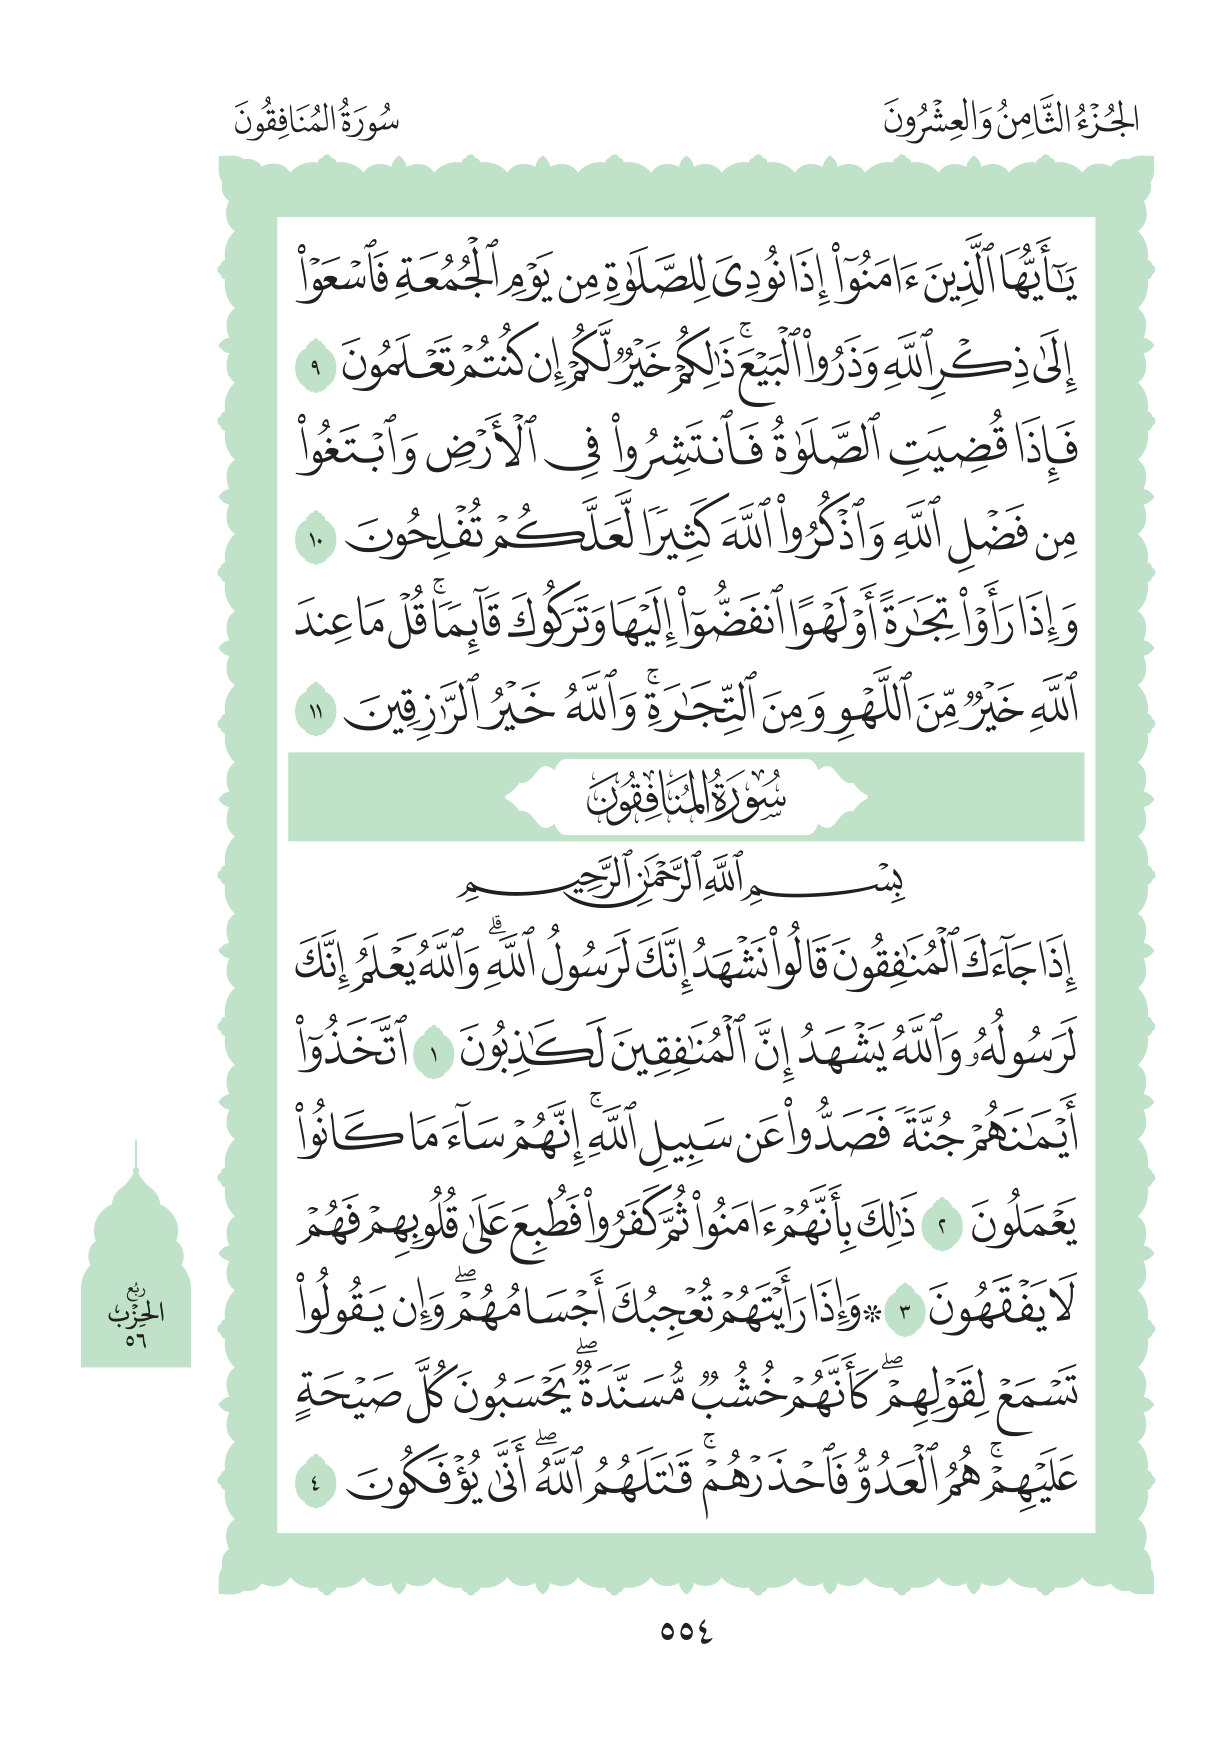 الجُزْءُ الثَّامِنُ وَالعِشْرُونَ
سُورَةُ المُنَافِقُونَ
يَـٰٓأَيُّهَا ٱلَّذِينَ ءَامَنُوٓا۟ إِذَا نُودِىَ لِلصَّلَوٰةِ مِن يَوْمِ ٱلْجُمُعَةِ فَٱسْعَوْا۟
إِلَىٰ ذِكْرِ ٱللَّهِ وَذَرُوا۟ ٱلْبَيْعَ ۚ ذَٰلِكُمْ خَيْرٌ لَّكُمْ إِن كُنتُمْ تَعْلَمُونَ ٩
فَإِذَا قُضِيَتِ ٱلصَّلَوٰةُ فَٱنتَشِرُوا۟ فِى ٱلْأَرْضِ وَٱبْتَغُوا۟
مِن فَضْلِ ٱللَّهِ وَٱذْكُرُوا۟ ٱللَّهَ كَثِيرًا لَّعَلَّكُمْ تُفْلِحُونَ ١٠
وَإِذَا رَأَوْا۟ تِجَـٰرَةً أَوْ لَهْوًا ٱنفَضُّوٓا۟ إِلَيْهَا وَتَرَكُوكَ قَآئِمًا ۚ قُلْ مَا عِندَ
ٱللَّهِ خَيْرٌ مِّنَ ٱللَّهْوِ وَمِنَ ٱلتِّجَـٰرَةِ ۚ وَٱللَّهُ خَيْرُ ٱلرَّٰزِقِينَ ١١
سُورَةُ المُنَافِقُونَ
بِسْمِ ٱللَّهِ ٱلرَّحْمَـٰنِ ٱلرَّحِيمِ
إِذَا جَآءَكَ ٱلْمُنَـٰفِقُونَ قَالُوا۟ نَشْهَدُ إِنَّكَ لَرَسُولُ ٱللَّهِ ۗ وَٱللَّهُ يَعْلَمُ إِنَّكَ
لَرَسُولُهُۥ وَٱللَّهُ يَشْهَدُ إِنَّ ٱلْمُنَـٰفِقِينَ لَكَـٰذِبُونَ ١ ٱتَّخَذُوٓا۟
أَيْمَـٰنَهُمْ جُنَّةً فَصَدُّوا۟ عَن سَبِيلِ ٱللَّهِ ۚ إِنَّهُمْ سَآءَ مَا كَانُوا۟
يَعْمَلُونَ ٢ ذَٰلِكَ بِأَنَّهُمْ ءَامَنُوا۟ ثُمَّ كَفَرُوا۟ فَطُبِعَ عَلَىٰ قُلُوبِهِمْ فَهُمْ
لَا يَفْقَهُونَ ٣ ۞ وَإِذَا رَأَيْتَهُمْ تُعْجِبُكَ أَجْسَامُهُمْ ۖ وَإِن يَقُولُوا۟
تَسْمَعْ لِقَوْلِهِمْ ۖ كَأَنَّهُمْ خُشُبٌ مُّسَنَّدَةٌ ۖ يَحْسَبُونَ كُلَّ صَيْحَةٍ
عَلَيْهِمْ ۚ هُمُ ٱلْعَدُوُّ فَٱحْذَرْهُمْ ۚ قَـٰتَلَهُمُ ٱللَّهُ ۖ أَنَّىٰ يُؤْفَكُونَ ٤
رُبْع
الحِزْب
٥٦
٥٥٤